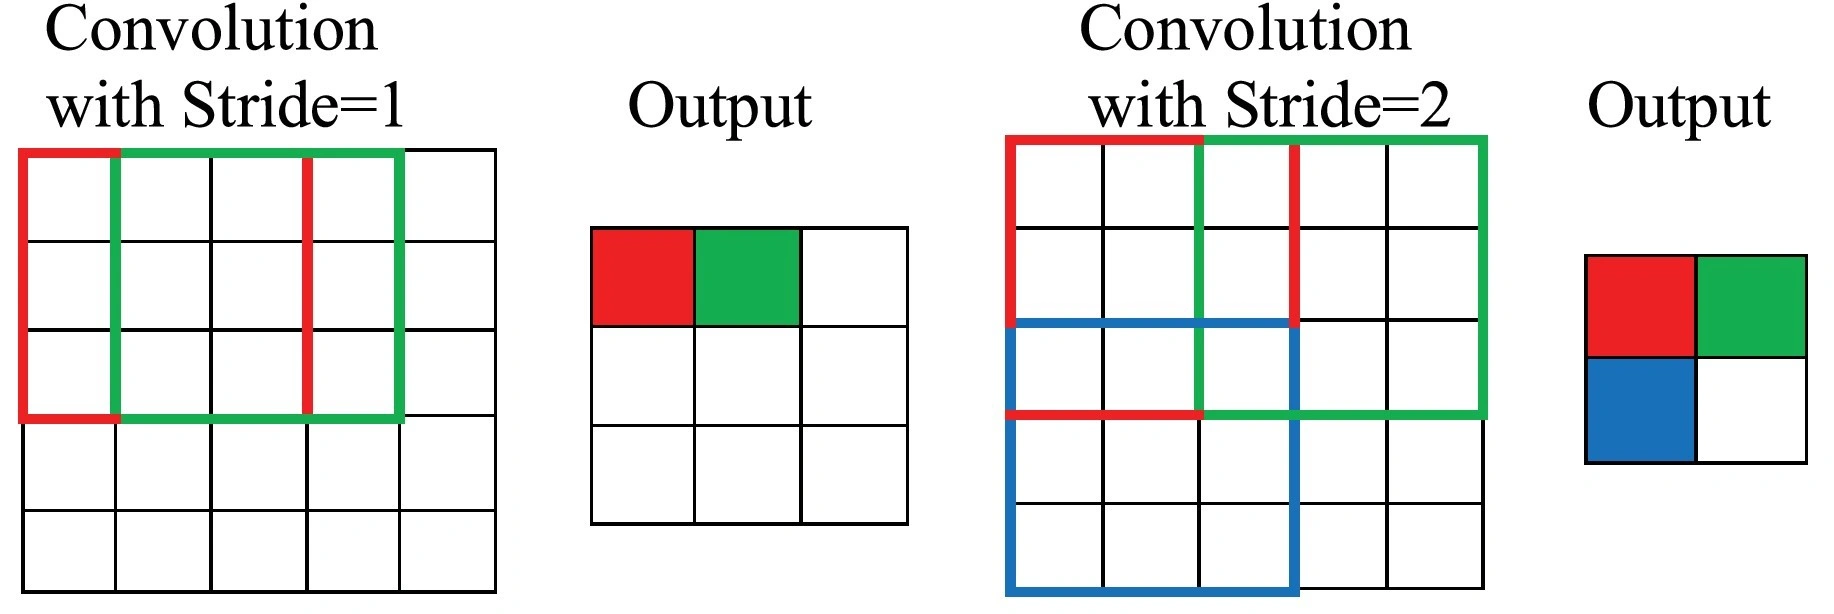 Convolution
with Stride=1
Output
Convolution
with Stride=2
Output